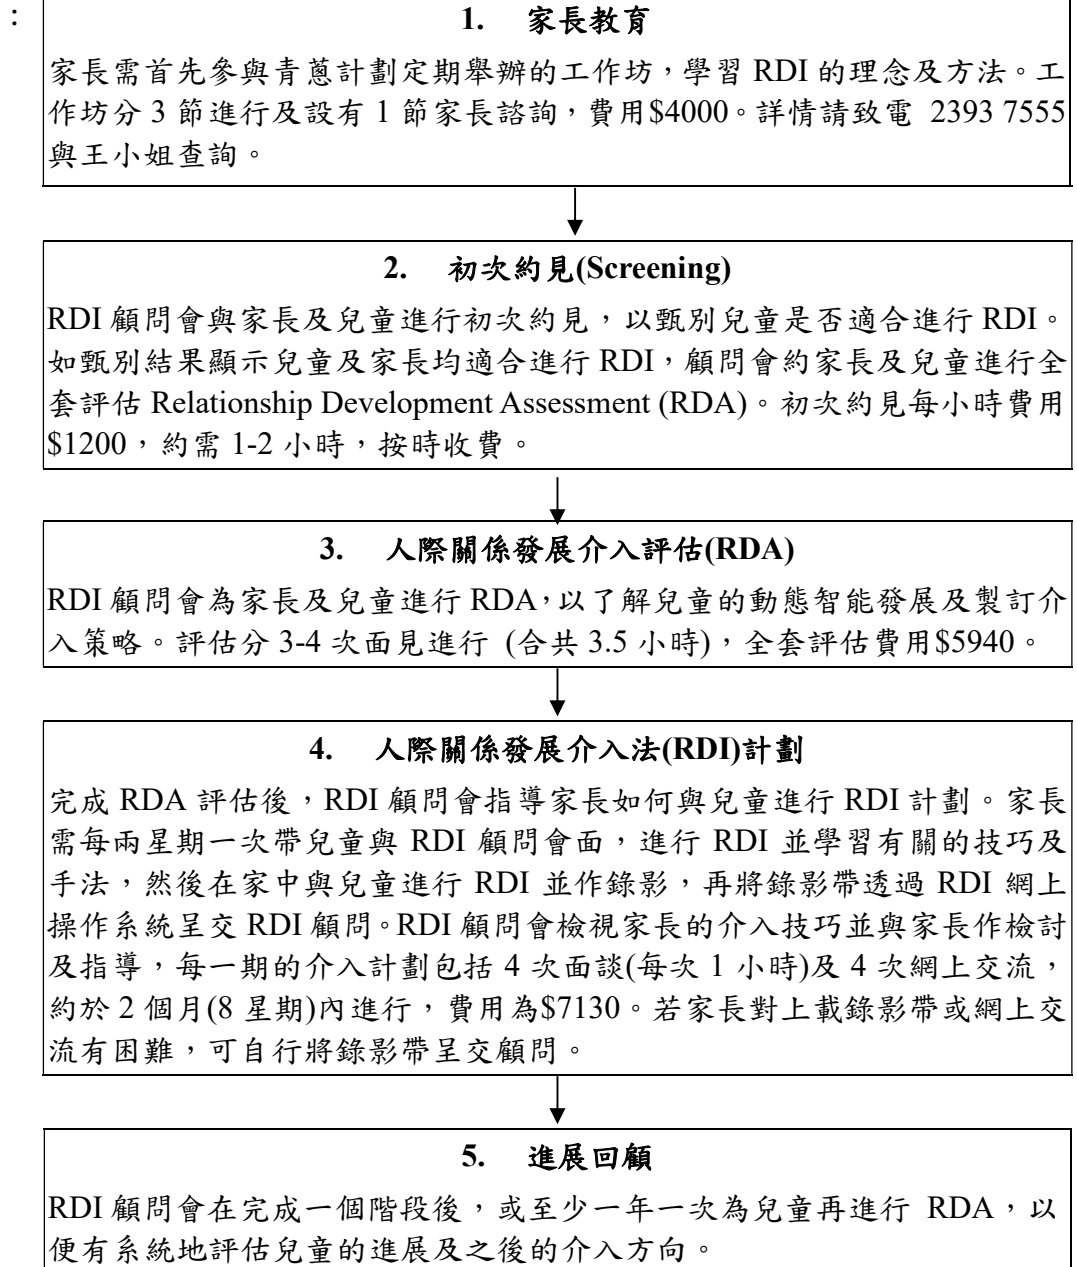 ：
1. 家長教育
家長需首先參與青蔥計劃定期舉辦的工作坊，學習 RDI 的理念及方法。工
作坊分 3 節進行及設有 1 節家長諮詢，費用$4000。詳情請致電 2393 7555
與王小姐查詢。
2. 初次約見(Screening)
RDI 顧問會與家長及兒童進行初次約見，以甄別兒童是否適合進行 RDI。
如甄別結果顯示兒童及家長均適合進行 RDI，顧問會約家長及兒童進行全
套評估 Relationship Development Assessment (RDA)。初次約見每小時費用
$1200，約需 1-2 小時，按時收費。
3. 人際關係發展介入評估(RDA)
RDI 顧問會為家長及兒童進行 RDA，以了解兒童的動態智能發展及製訂介
入策略。評估分 3-4 次面見進行 (合共 3.5 小時)，全套評估費用$5940。
4. 人際關係發展介入法(RDI)計劃
完成 RDA 評估後，RDI 顧問會指導家長如何與兒童進行 RDI 計劃。家長
需每兩星期一次帶兒童與 RDI 顧問會面，進行 RDI 並學習有關的技巧及
手法，然後在家中與兒童進行 RDI 並作錄影，再將錄影帶透過 RDI 網上
操作系統呈交 RDI 顧問。RDI 顧問會檢視家長的介入技巧並與家長作檢討
及指導，每一期的介入計劃包括 4 次面談(每次 1 小時)及 4 次網上交流，
約於 2 個月(8 星期)內進行，費用為$7130。若家長對上載錄影帶或網上交
流有困難，可自行將錄影帶呈交顧問。
5. 進展回顧
RDI 顧問會在完成一個階段後，或至少一年一次為兒童再進行 RDA，以
便有系統地評估兒童的進展及之後的介入方向。